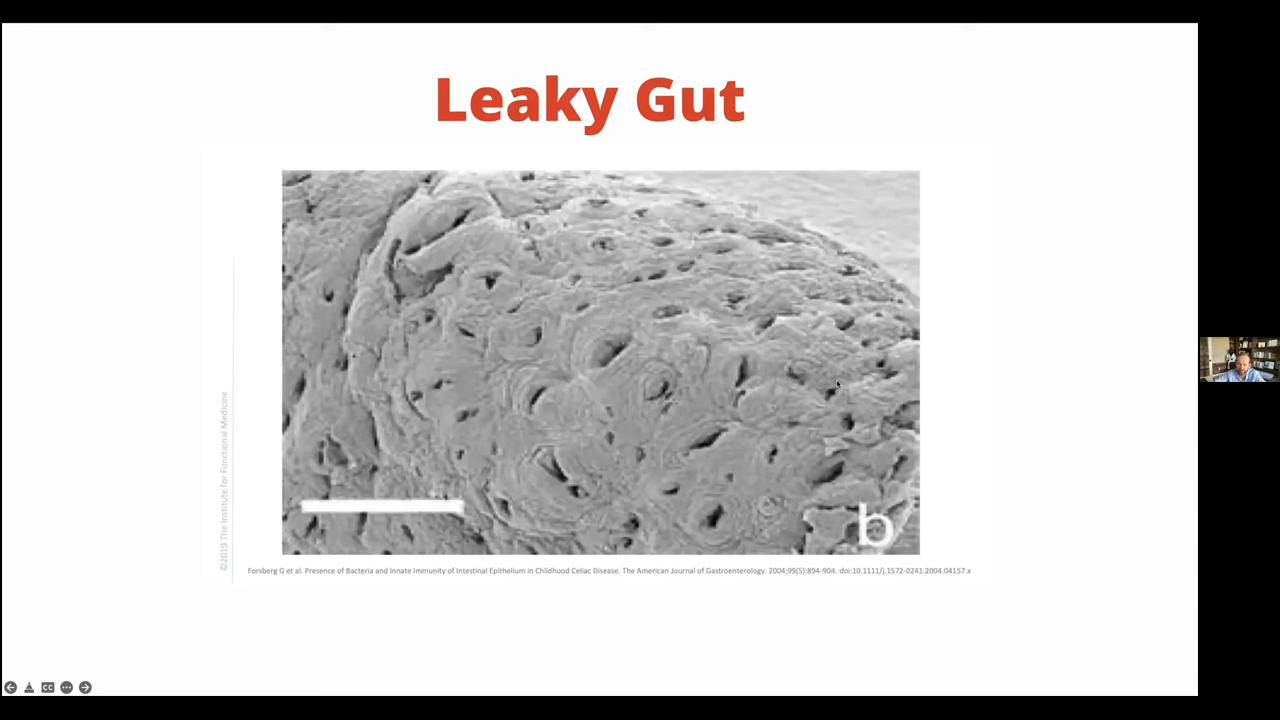 Leaky Gut
©2019 The Institute for Functional Medicine
b
Forsberg G et al. Presence of Bacteria and Innate Immunity of Intestinal Epithelium in Childhood Celiac Disease. The American Journal of Gastroenterology. 2004;99(5):894-904. doi:10.1111/j.1572-0241.2004.04157.x
CC